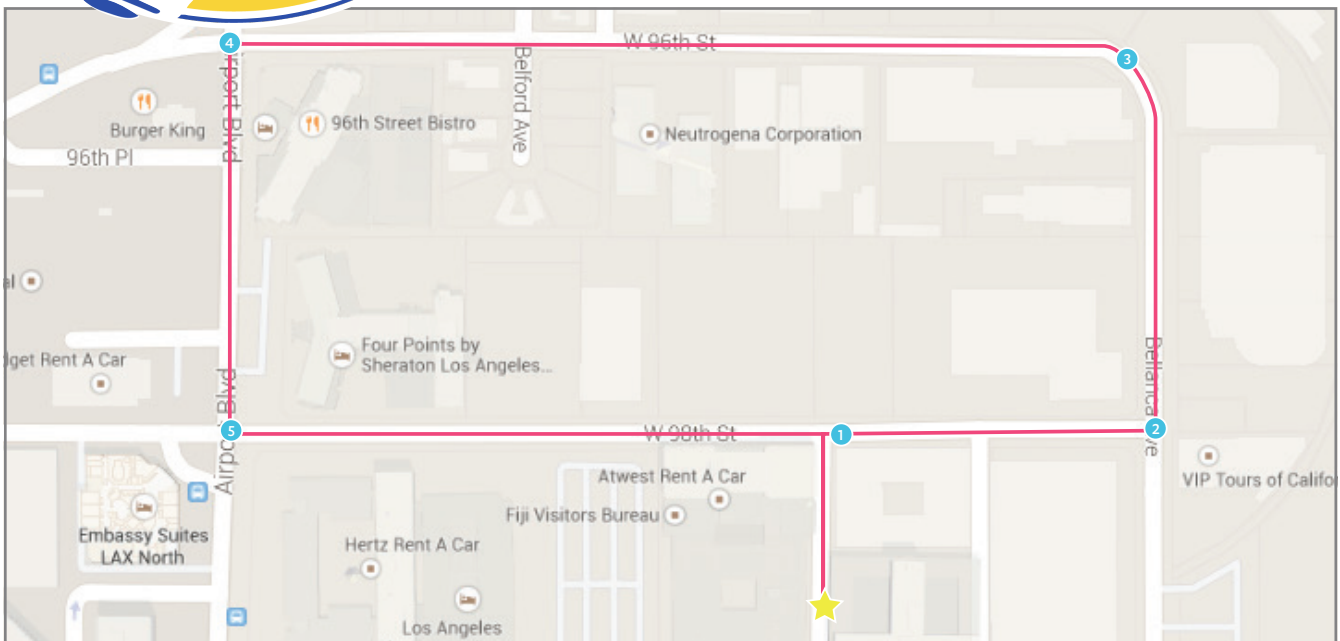 4
W 96th St
3
Airport Blvd
Belford Ave
Burger King
96th Street Bistro
Neutrogena Corporation
96th Pl
al
Four Points by
Sheraton Los Angeles...
dget Rent A Car
Bellanca Ave
Airport Blvd
5
W 98th St
1
2
Atwest Rent A Car
VIP Tours of Califo
Fiji Visitors Bureau
Embassy Suites
LAX North
Hertz Rent A Car
Los Angeles